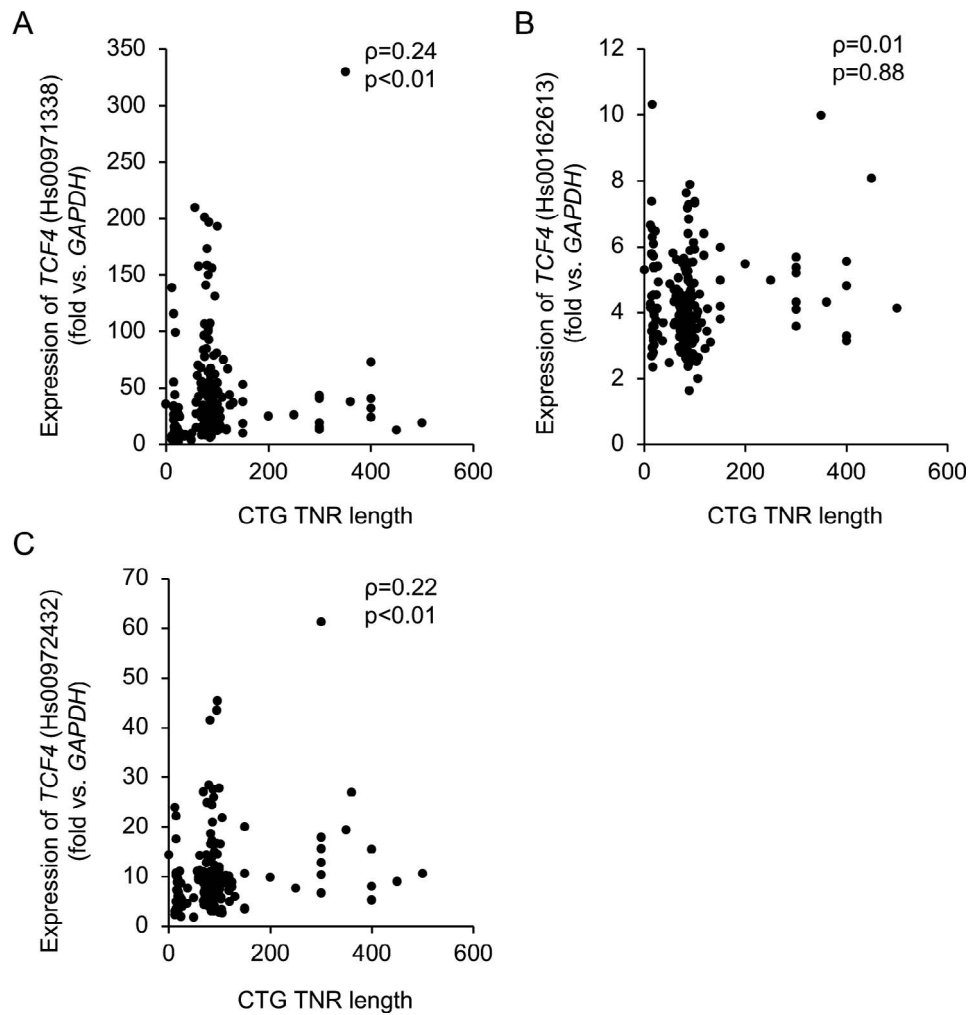 A
Expression of TCF4 (Hs00971338)
(fold vs. GAPDH)
350
300
250
200
150
100
50
0
ρ=0.24
p<0.01
0 200 400 600
CTG TNR length
B
Expression of TCF4 (Hs00162613)
(fold vs. GAPDH)
12
10
8
6
4
2
0
ρ=0.01
p=0.88
0 200 400 600
CTG TNR length
C
Expression of TCF4 (Hs00972432)
(fold vs. GAPDH)
70
60
50
40
30
20
10
0
ρ=0.22
p<0.01
0 200 400 600
CTG TNR length